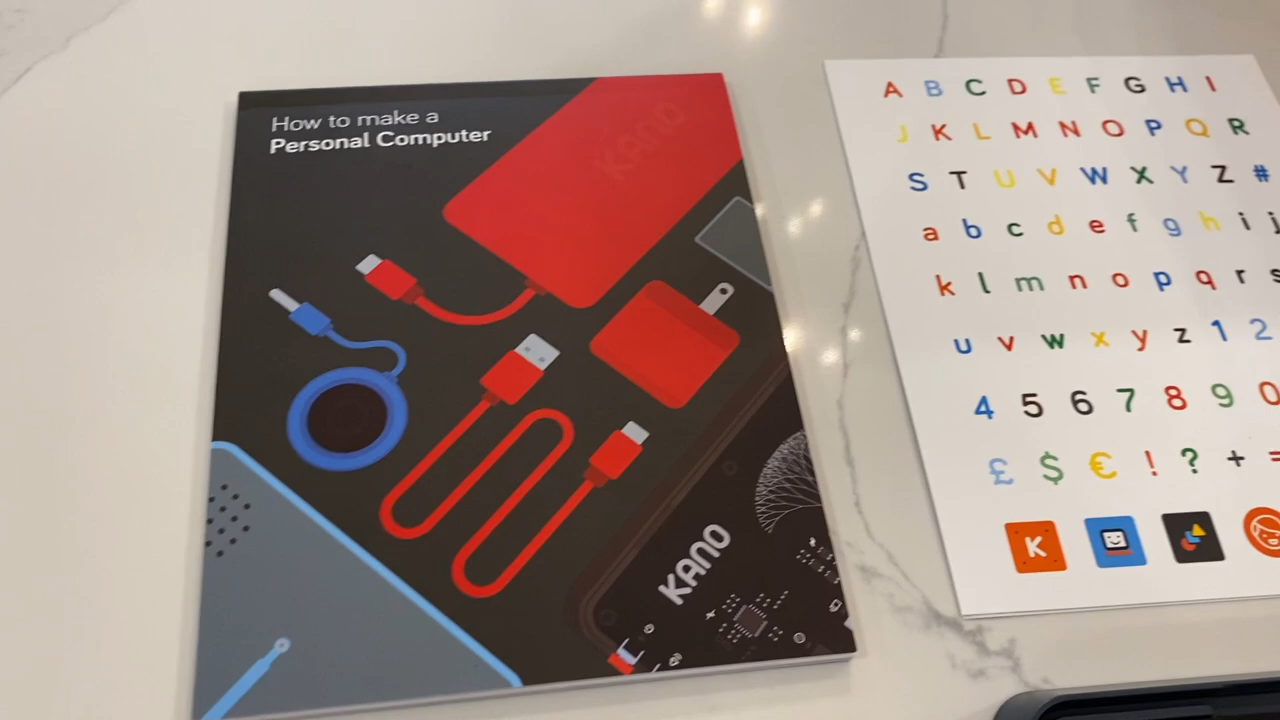 How to make a
Personal Computer
KANO
KANO
A B C D E F G H I
J K L M N O P Q R
S T U V W X Y Z #
a b c d e f g h i j
k l m n o p q r s
u v w x y z 1 2
4 5 6 7 8 9 0
£ $ € ! ? + =
K